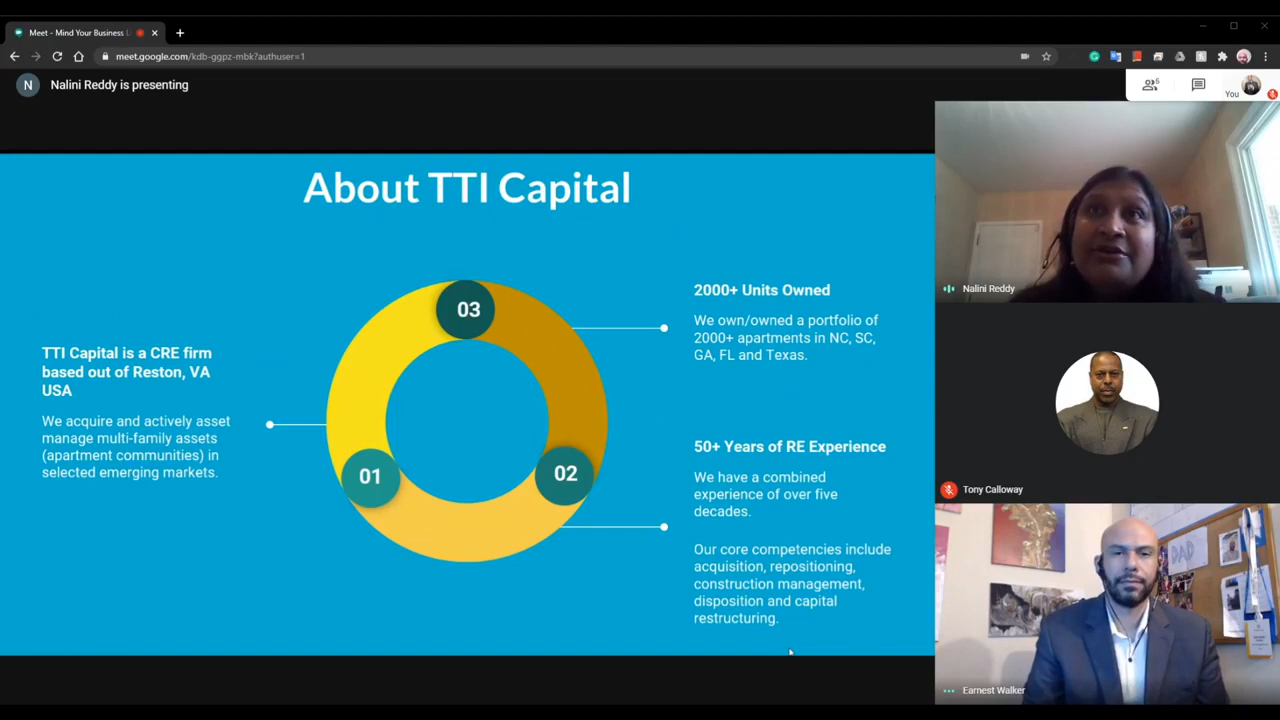 Meet - Mind Your Business L
meet.google.com/kdb-ggpz-mbk?authuser=1
N
Nalini Reddy is presenting
6
You
About TTI Capital
03
01
02
TTI Capital is a CRE firm
based out of Reston, VA
USA
We acquire and actively asset
manage multi-family assets
(apartment communities) in
selected emerging markets.
2000+ Units Owned
We own/owned a portfolio of
2000+ apartments in NC, SC,
GA, FL and Texas.
50+ Years of RE Experience
We have a combined
experience of over five
decades.
Our core competencies include
acquisition, repositioning,
construction management,
disposition and capital
restructuring.
Nalini Reddy
Tony Calloway
DAD
Earnest Walker